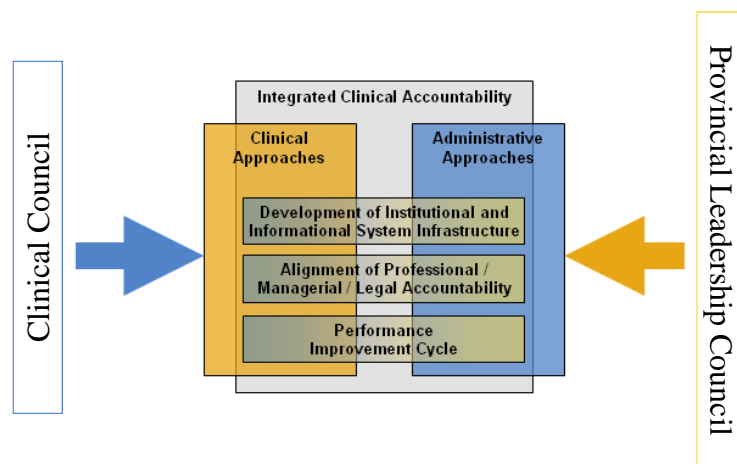 Clinical Council
Integrated Clinical Accountability
Clinical
Approaches
Administrative
Approaches
Development of Institutional and
Informational System Infrastructure
Alignment of Professional /
Managerial / Legal Accountability
Performance
Improvement Cycle
Provincial Leadership Council